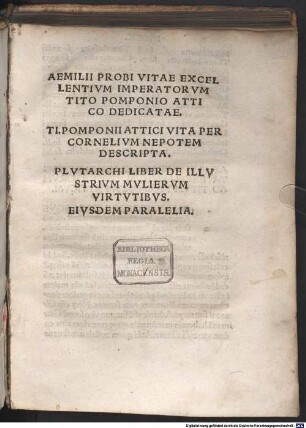 AEMILII PROBI VITAE EXCEL
LENTIVM IMPERATORVM
TITO POMPONIO ATTI
CO DEDICATAE.
TI.POMPONII ATTICI VITA PER
CORNELIVM NEPOTEM
DESCRIPTA.
PLVTARCHI LIBER DE ILLV
STRIVM MVLIERVM
VIRTVTIBVS.
EIVSDEM PARALELIA.
BIBLIOTHECA
REGIA
MONACENSIS.